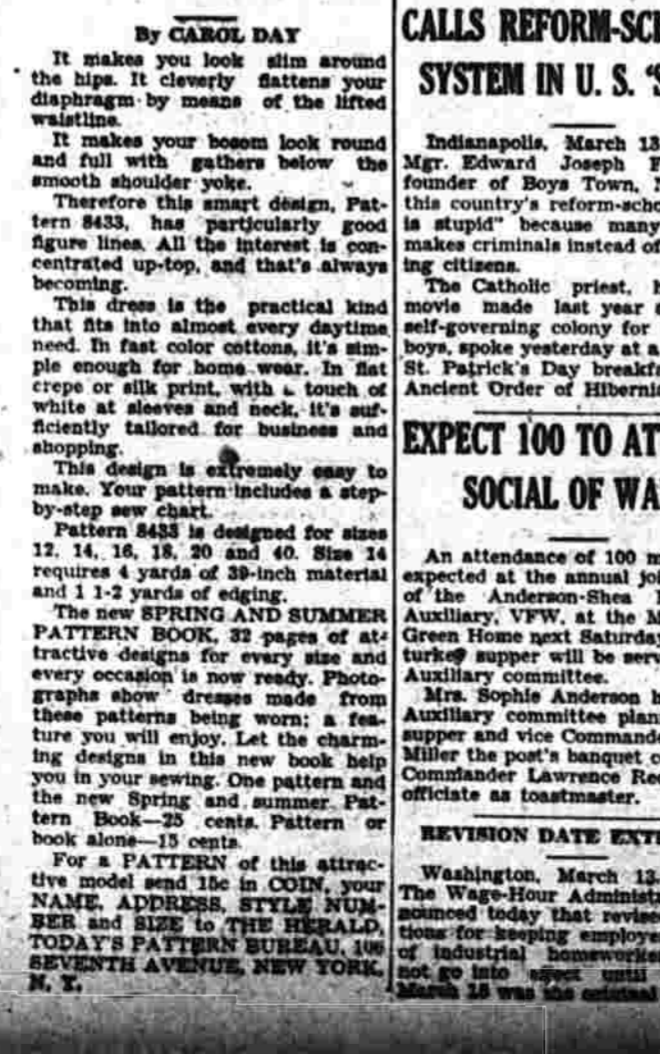 By CAROL DAY
It makes you look slim around
the hips. It cleverly flattens your
diaphragm by means of the lifted
waistline.
It makes your bosom look round
and full with gathers below the
smooth shoulder yoke.
Therefore this smart design, Pat-
tern 8433, has particularly good
figure lines. All the interest is con-
centrated up-top, and that's always
becoming.
This dress is the practical kind
that fits into almost every daytime
need. In fast color cottons, it's sim-
ple enough for home wear. In flat
crepe or silk print, with a touch of
white at sleeves and neck, it's suf-
ficiently tailored for business and
shopping.
This design is extremely easy to
make. Your pattern includes a step-
by-step sew chart.
Pattern 8433 is designed for sizes
12, 14, 16, 18, 20 and 40. Size 14
requires 4 yards of 39-inch material
and 1 1-2 yards of edging.
The new SPRING AND SUMMER
PATTERN BOOK, 32 pages of at-
tractive designs for every size and
every occasion is now ready. Photo-
graphs show dresses made from
these patterns being worn; a fea-
ture you will enjoy. Let the charm-
ing designs in this new book help
you in your sewing. One pattern and
the new Spring and summer Pat-
tern Book—25 cents. Pattern or
book alone—15 cents.
For a PATTERN of this attrac-
tive model send 15c in COIN, your
NAME, ADDRESS, STYLE NUM-
BER and SIZE to THE HERALD,
TODAY'S PATTERN BUREAU, 106
SEVENTH AVENUE, NEW YORK,
N. Y.
CALLS REFORM-SC
SYSTEM IN U. S. 'S
Indianapolis, March 13
Mgr. Edward Joseph F
founder of Boys Town,
this country's reform-scho
is stupid" because many
makes criminals instead of
ing citizens.
The Catholic priest, h
movie made last year
self-governing colony for
boys, spoke yesterday at a
St. Patrick's Day breakfa
Ancient Order of Hiberni
EXPECT 100 TO AT
SOCIAL OF WA
An attendance of 100 m
expected at the annual jo
of the Anderson-Shea
Auxiliary, VFW, at the M
Green Home next Saturday
turkey supper will be serv
Auxiliary committee.
Mrs. Sophie Anderson h
Auxiliary committee plan
supper and vice Commande
Miller the post's banquet c
Commander Lawrence Ree
officiate as toastmaster.
REVISION DATE EXT
Washington, March 13.
The Wage-Hour Administ
nounced today that revise
tions for keeping employe
of industrial homeworke
not go into effect until
March 15 was the original